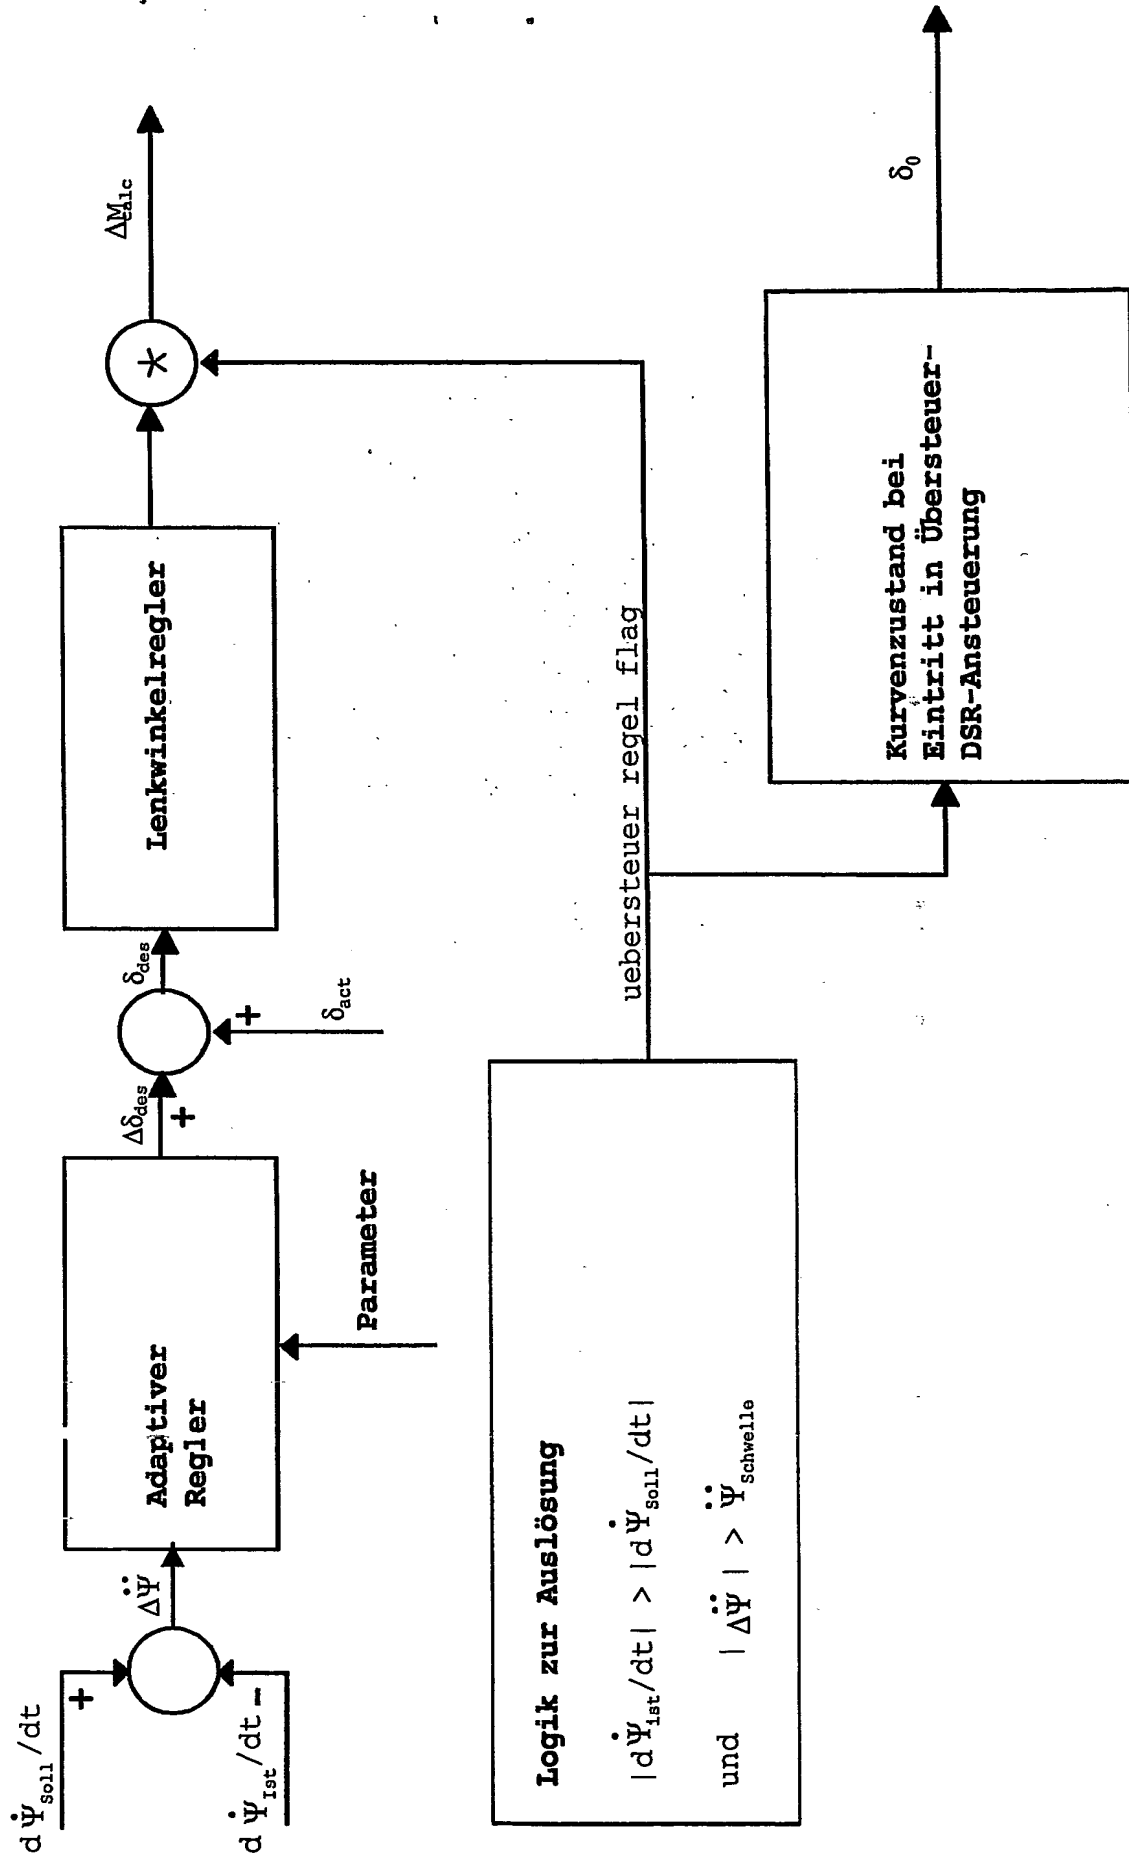 dΨ̇Soll/dt
+
dΨ̇Ist/dt
-
ΔΨ̈
Adaptiver
Regler
Parameter
Δδdes
+
δact
+
δdes
Lenkwinkelregler
*
ΔMcalc
Logik zur Auslösung
|dΨ̇ist/dt| > |dΨ̇Soll/dt|
und |ΔΨ̈| > Ψ̈Schwelle
uebersteuer regel flag
Kurvenzustand bei
Eintritt in Übersteuer-
DSR-Ansteuerung
δ0